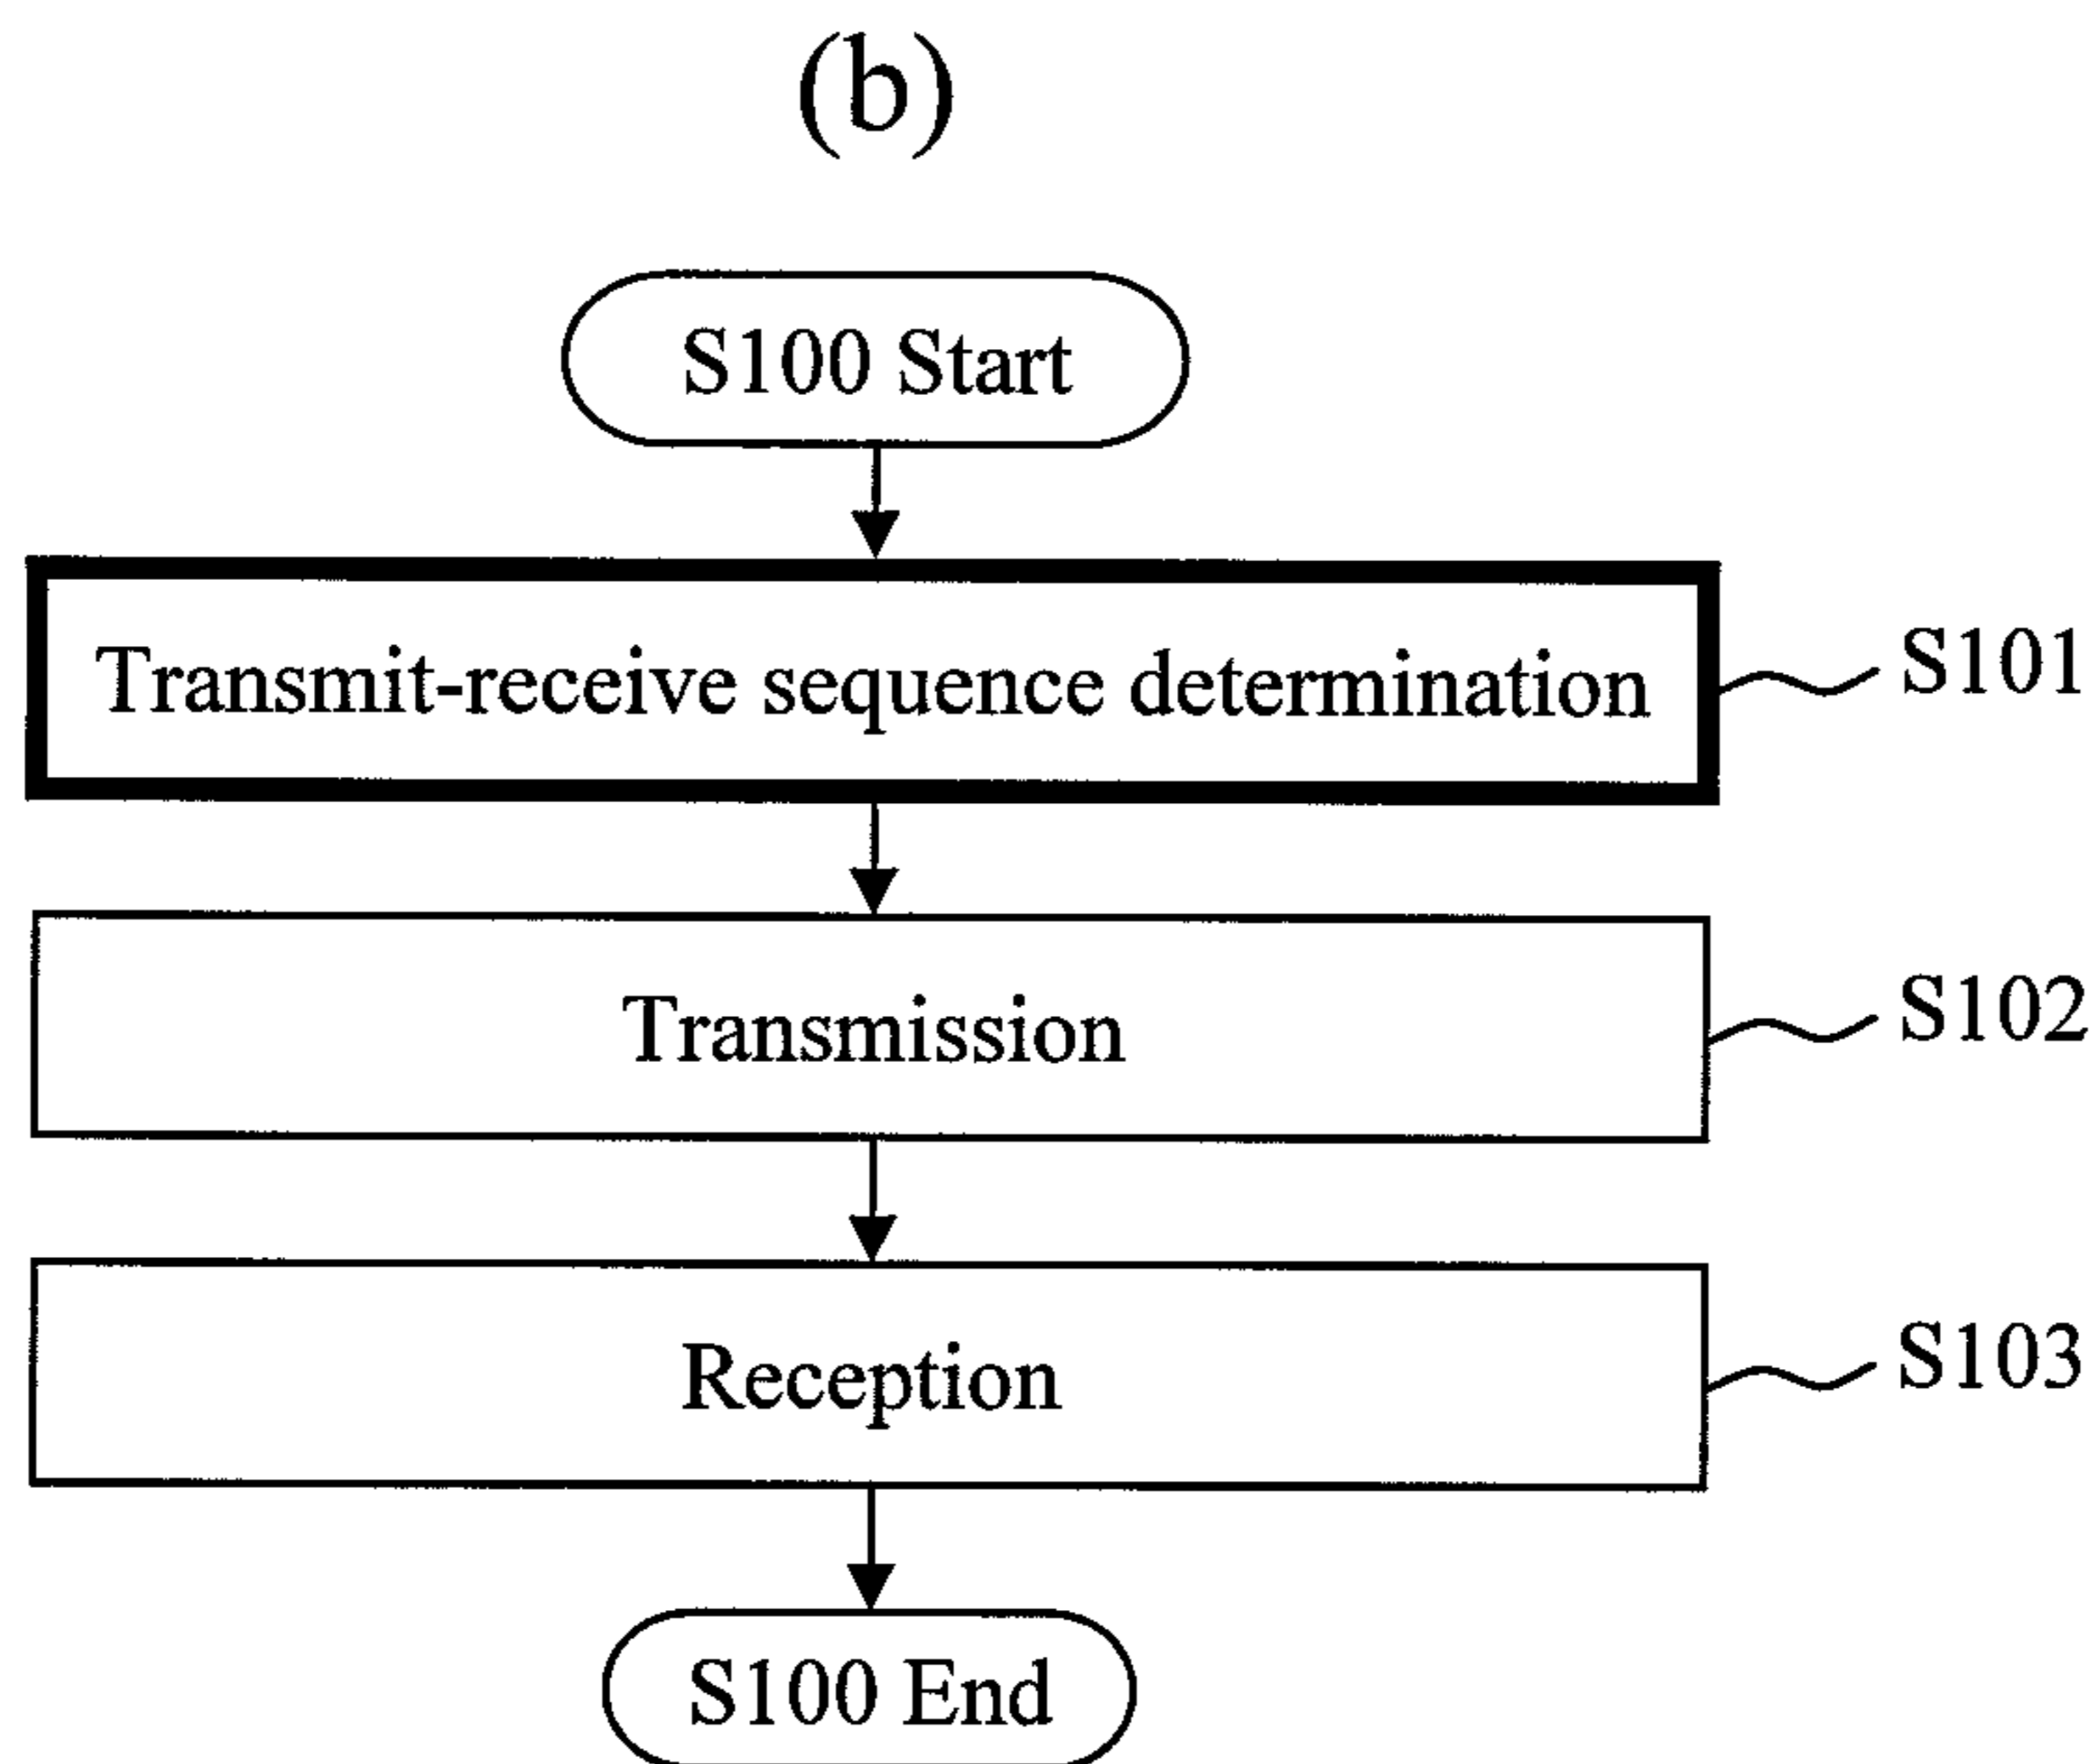 (b)
S100 Start
Transmit-receive sequence determination
S101
Transmission
S102
Reception
S103
S100 End